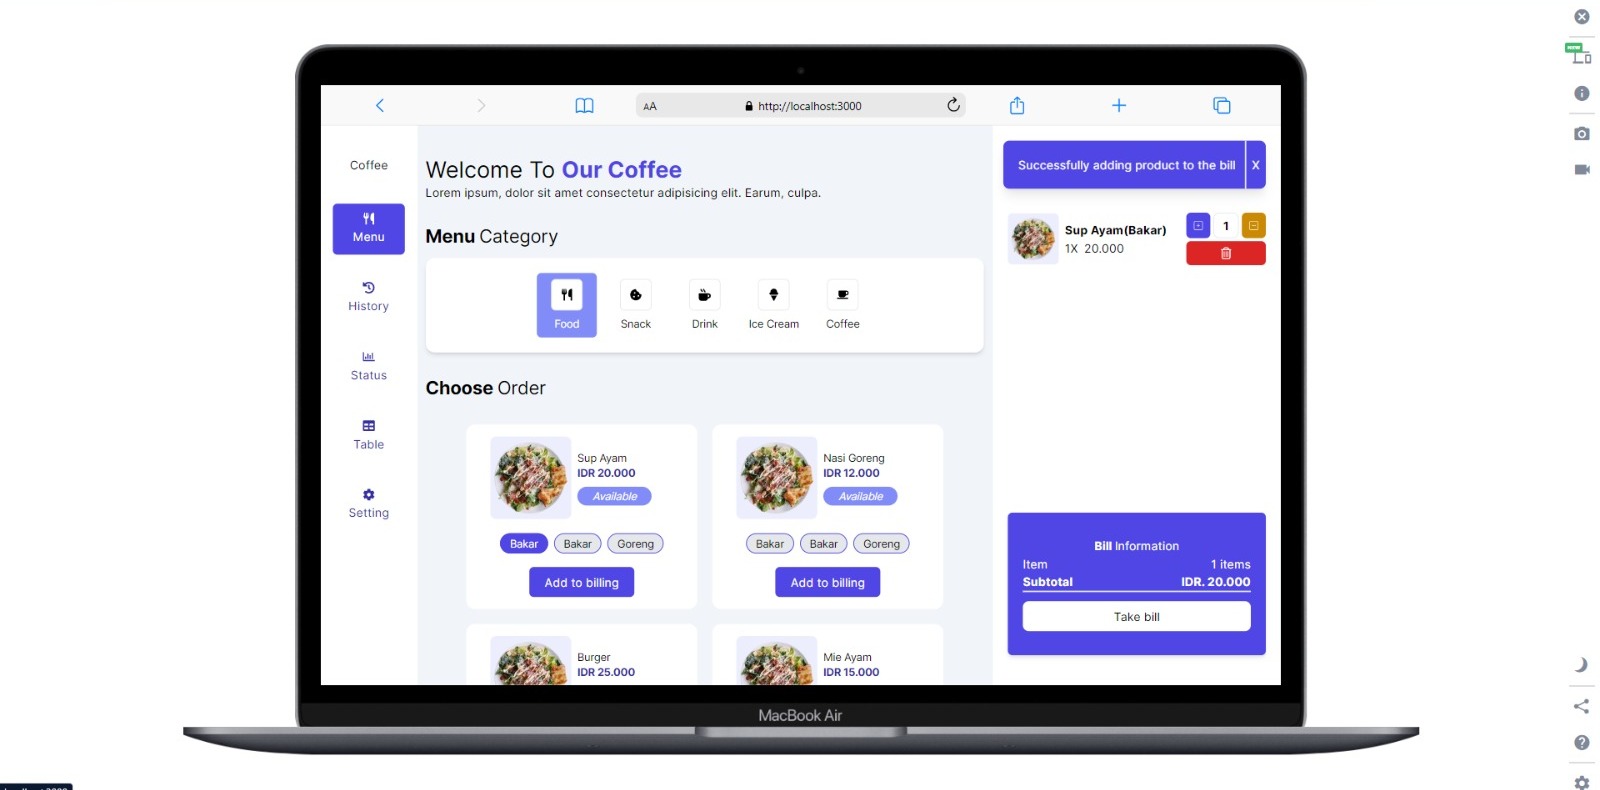 NEW
AA
http://localhost:3000
Coffee
Menu
History
Status
Table
Setting
Welcome To Our Coffee
Lorem ipsum, dolor sit amet consectetur adipisicing elit. Earum, culpa.
Menu Category
Food
Snack
Drink
Ice Cream
Coffee
Choose Order
Sup Ayam
IDR 20.000
Available
Bakar
Bakar
Goreng
Add to billing
Nasi Goreng
IDR 12.000
Available
Bakar
Bakar
Goreng
Add to billing
Burger
IDR 25.000
Mie Ayam
IDR 15.000
Successfully adding product to the bill
X
Sup Ayam(Bakar)
1X 20.000
1
Bill Information
Item 1 items
Subtotal IDR. 20.000
Take bill
MacBook Air